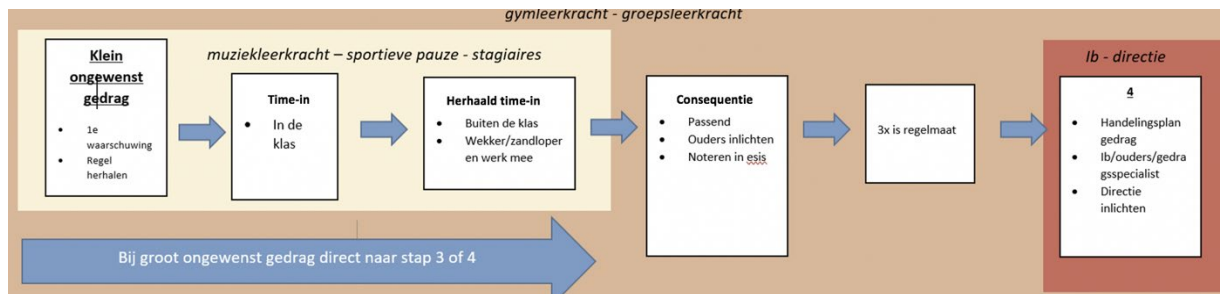 gymleerkracht - groepsleerkracht
muziekleerkracht – sportieve pauze - stagiaires
Ib - directie
Klein
ongewenst
gedrag
• 1e
waarschuwing
• Regel
herhalen
Time-in
• In de
klas
Herhaald time-in
• Buiten de klas
• Wekker/zandloper
en werk mee
Consequentie
• Passend
• Ouders inlichten
• Noteren in esis
3x is regelmaat
4
• Handelingsplan
gedrag
• Ib/ouders/gedra
gsspecialist
• Directie
inlichten
Bij groot ongewenst gedrag direct naar stap 3 of 4